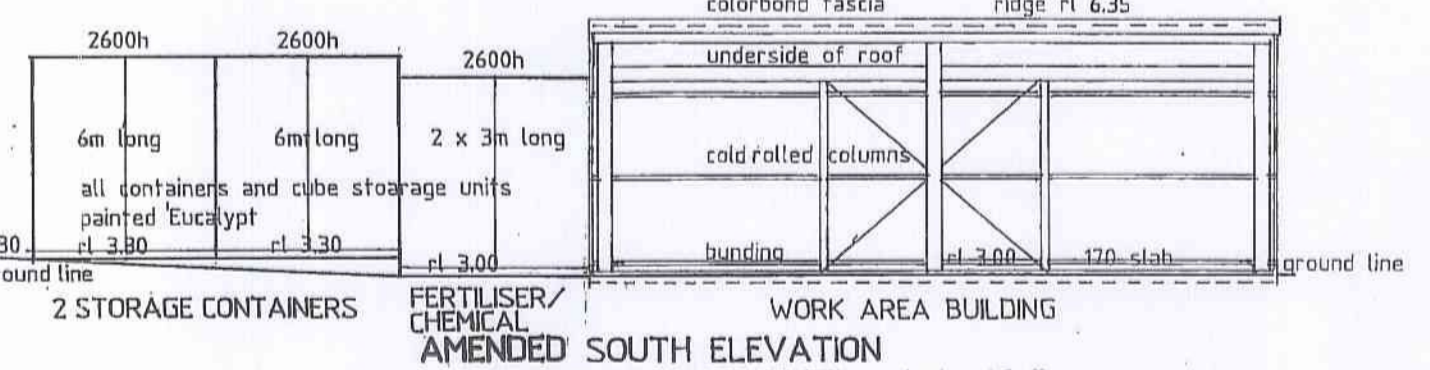 colorbond fascia
ridge rl 6.35
2600h
2600h
2600h
underside of roof
6m long
6m long
2 x 3m long
cold rolled columns
all containers and cube stoarage units
painted 'Eucalypt
rl 3.30
rl 3.30
rl 3.00
bunding
rl 3.00
170 slab
ground line
2 STORAGE CONTAINERS
FERTILISER/
CHEMICAL
WORK AREA BUILDING
AMENDED SOUTH ELEVATION